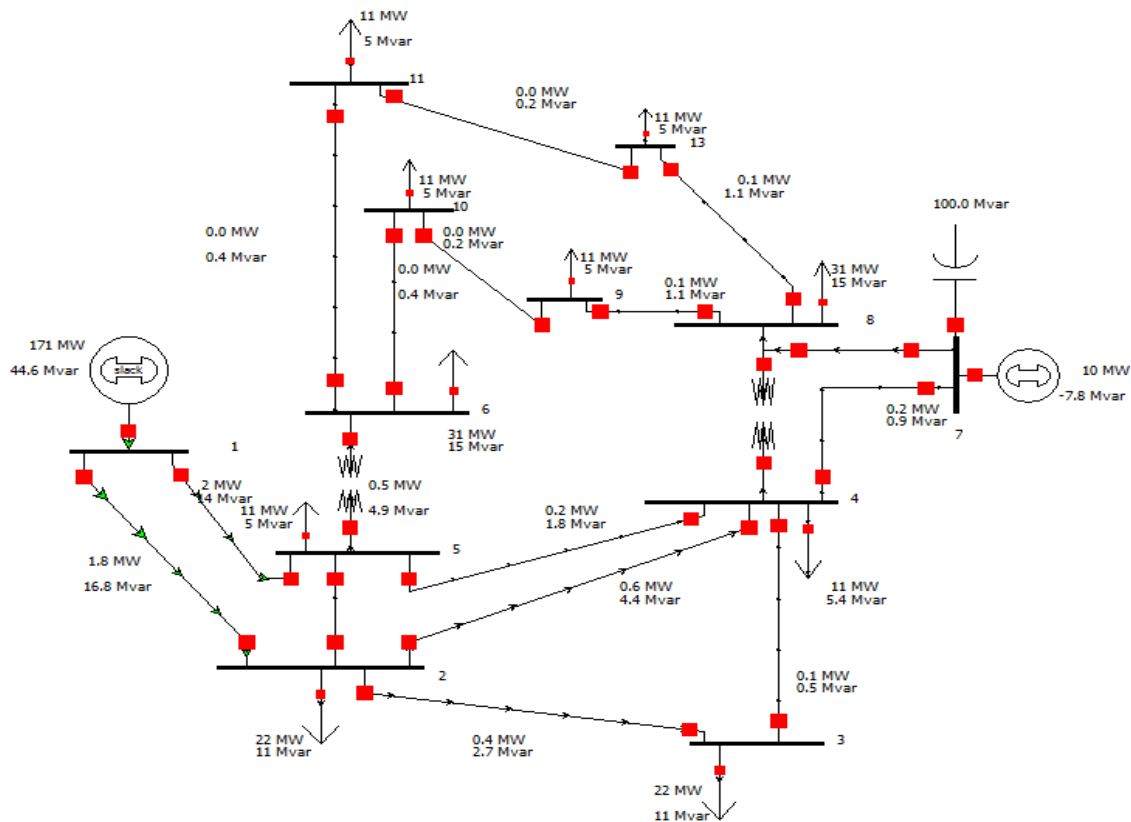 11 MW
5 Mvar
11
0.0 MW
0.2 Mvar
11 MW
5 Mvar
13
11 MW
5 Mvar
10
0.1 MW
1.1 Mvar
100.0 Mvar
0.0 MW
0.4 Mvar
0.0 MW
0.2 Mvar
0.0 MW
0.4 Mvar
11 MW
5 Mvar
9
0.1 MW
1.1 Mvar
31 MW
15 Mvar
8
171 MW
44.6 Mvar
slack
10 MW
-7.8 Mvar
6
31 MW
15 Mvar
0.2 MW
0.9 Mvar
7
1
2 MW
14 Mvar
0.5 MW
4.9 Mvar
11 MW
5 Mvar
5
0.2 MW
1.8 Mvar
4
1.8 MW
16.8 Mvar
0.6 MW
4.4 Mvar
11 MW
5.4 Mvar
2
0.1 MW
0.5 Mvar
22 MW
11 Mvar
0.4 MW
2.7 Mvar
3
22 MW
11 Mvar